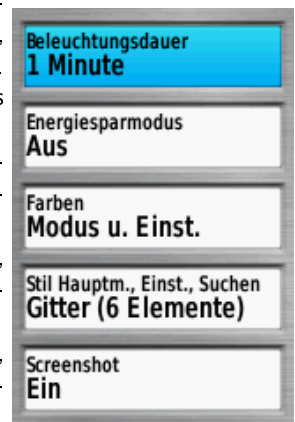 Beleuchtungsdauer
1 Minute
Energiesparmodus
Aus
Farben
Modus u. Einst.
Stil Hauptm., Einst., Suchen
Gitter (6 Elemente)
Screenshot
Ein